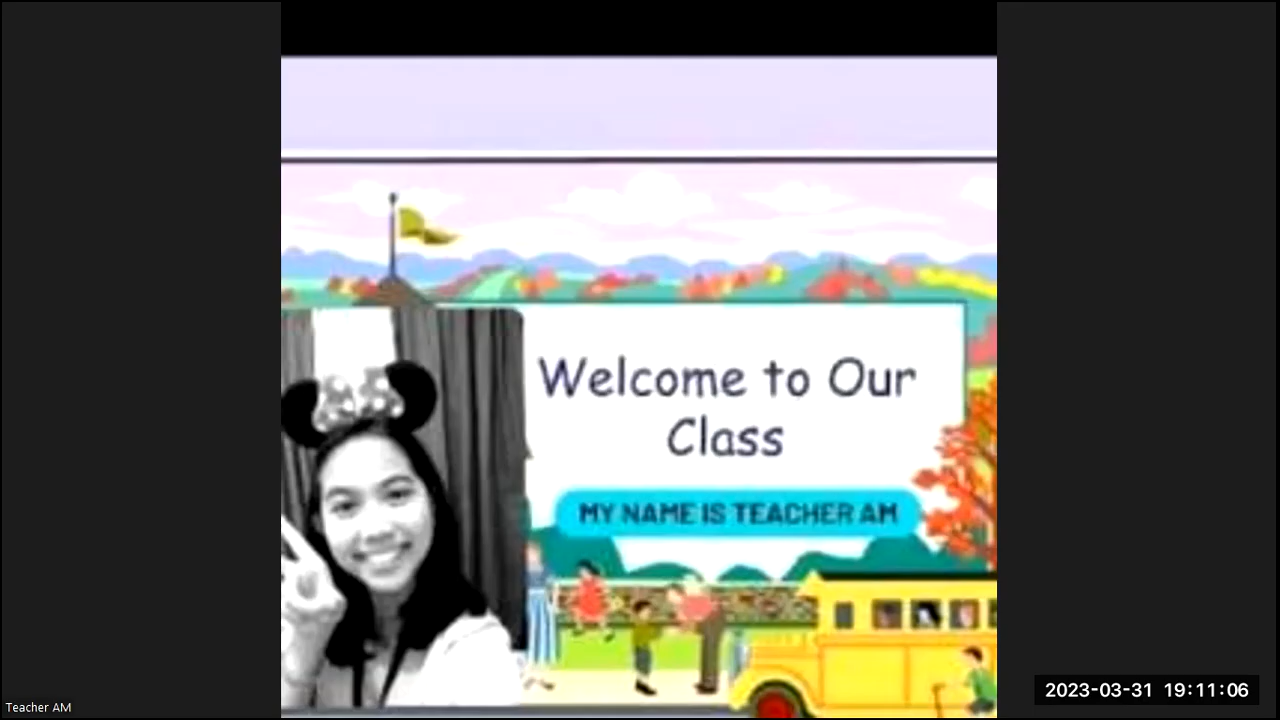 Welcome to Our
Class
MY NAME IS TEACHER AM
Teacher AM
2023-03-31 19:11:06